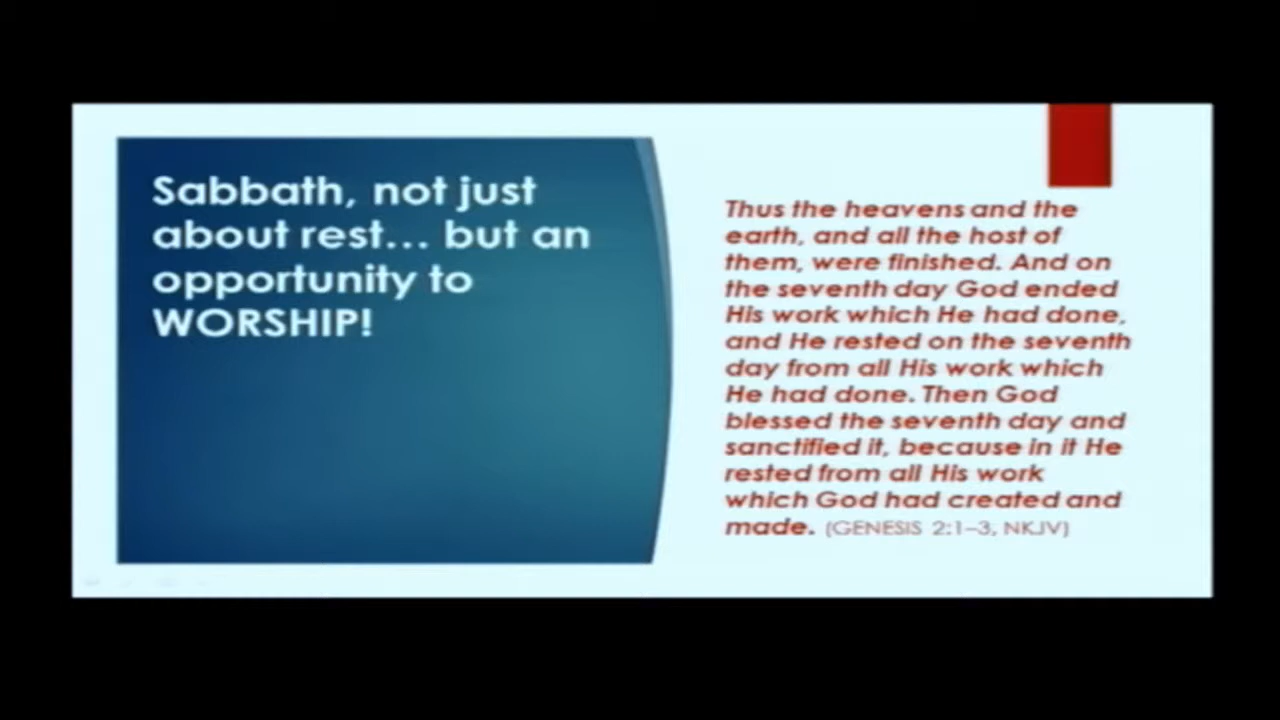 Sabbath, not just
about rest... but an
opportunity to
WORSHIP!
Thus the heavens and the
earth, and all the host of
them, were finished. And on
the seventh day God ended
His work which He had done,
and He rested on the seventh
day from all His work which
He had done. Then God
blessed the seventh day and
sanctified it, because in it He
rested from all His work
which God had created and
made. (GENESIS 2:1–3, NKJV)